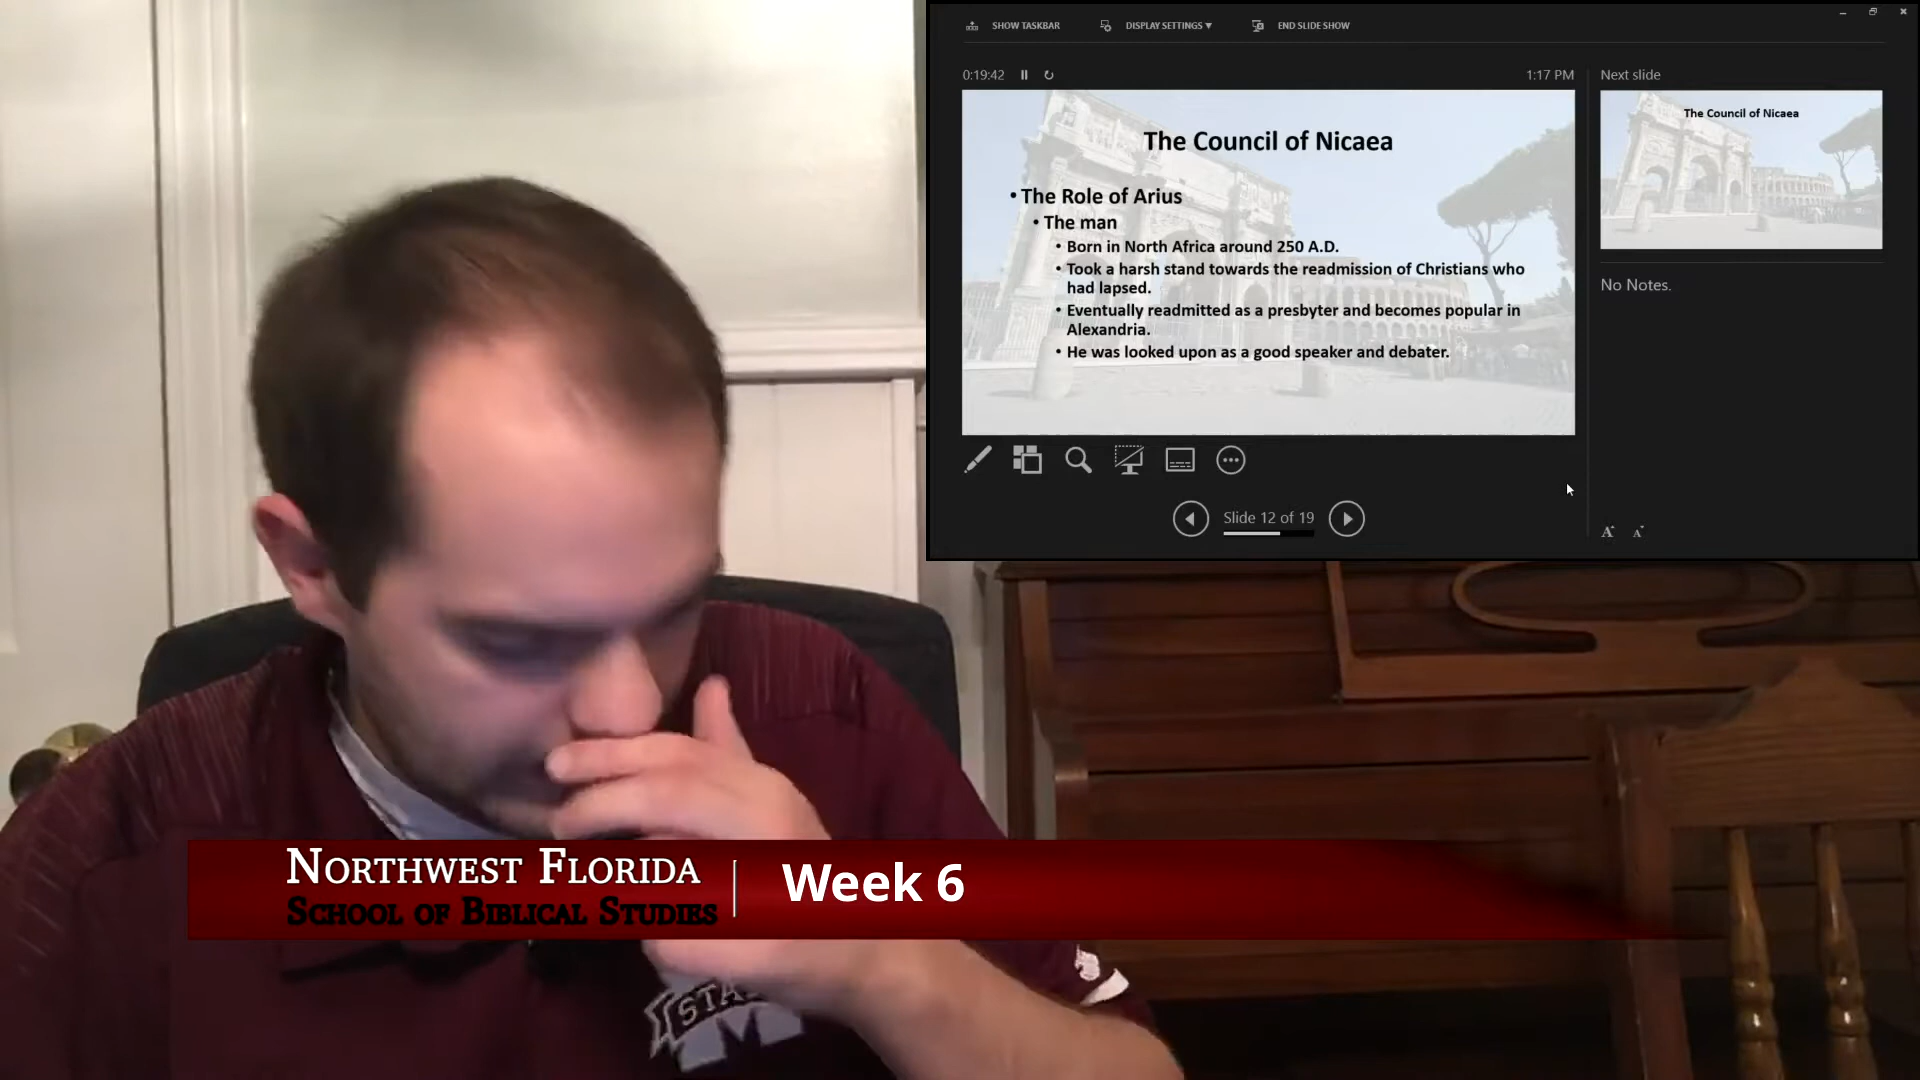 SHOW TASKBAR
DISPLAY SETTINGS ▼
END SLIDE SHOW
0:19:42
1:17 PM
Next slide
The Council of Nicaea
• The Role of Arius
• The man
• Born in North Africa around 250 A.D.
• Took a harsh stand towards the readmission of Christians who
had lapsed.
• Eventually readmitted as a presbyter and becomes popular in
Alexandria.
• He was looked upon as a good speaker and debater.
The Council of Nicaea
No Notes.
Slide 12 of 19
A A
NORTHWEST FLORIDA
SCHOOL OF BIBLICAL STUDIES
Week 6
STA
M